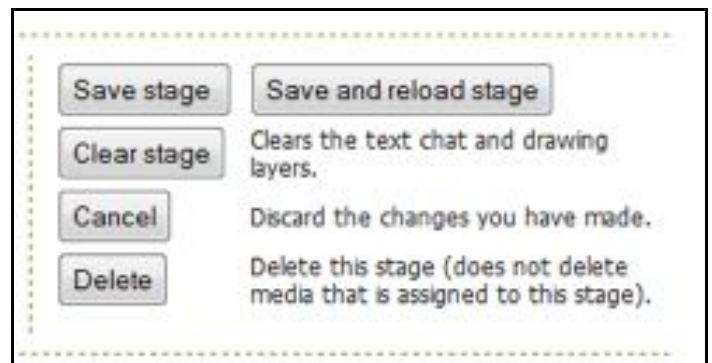 Save stage Save and reload stage
Clear stage Clears the text chat and drawing
layers.
Cancel Discard the changes you have made.
Delete Delete this stage (does not delete
media that is assigned to this stage).